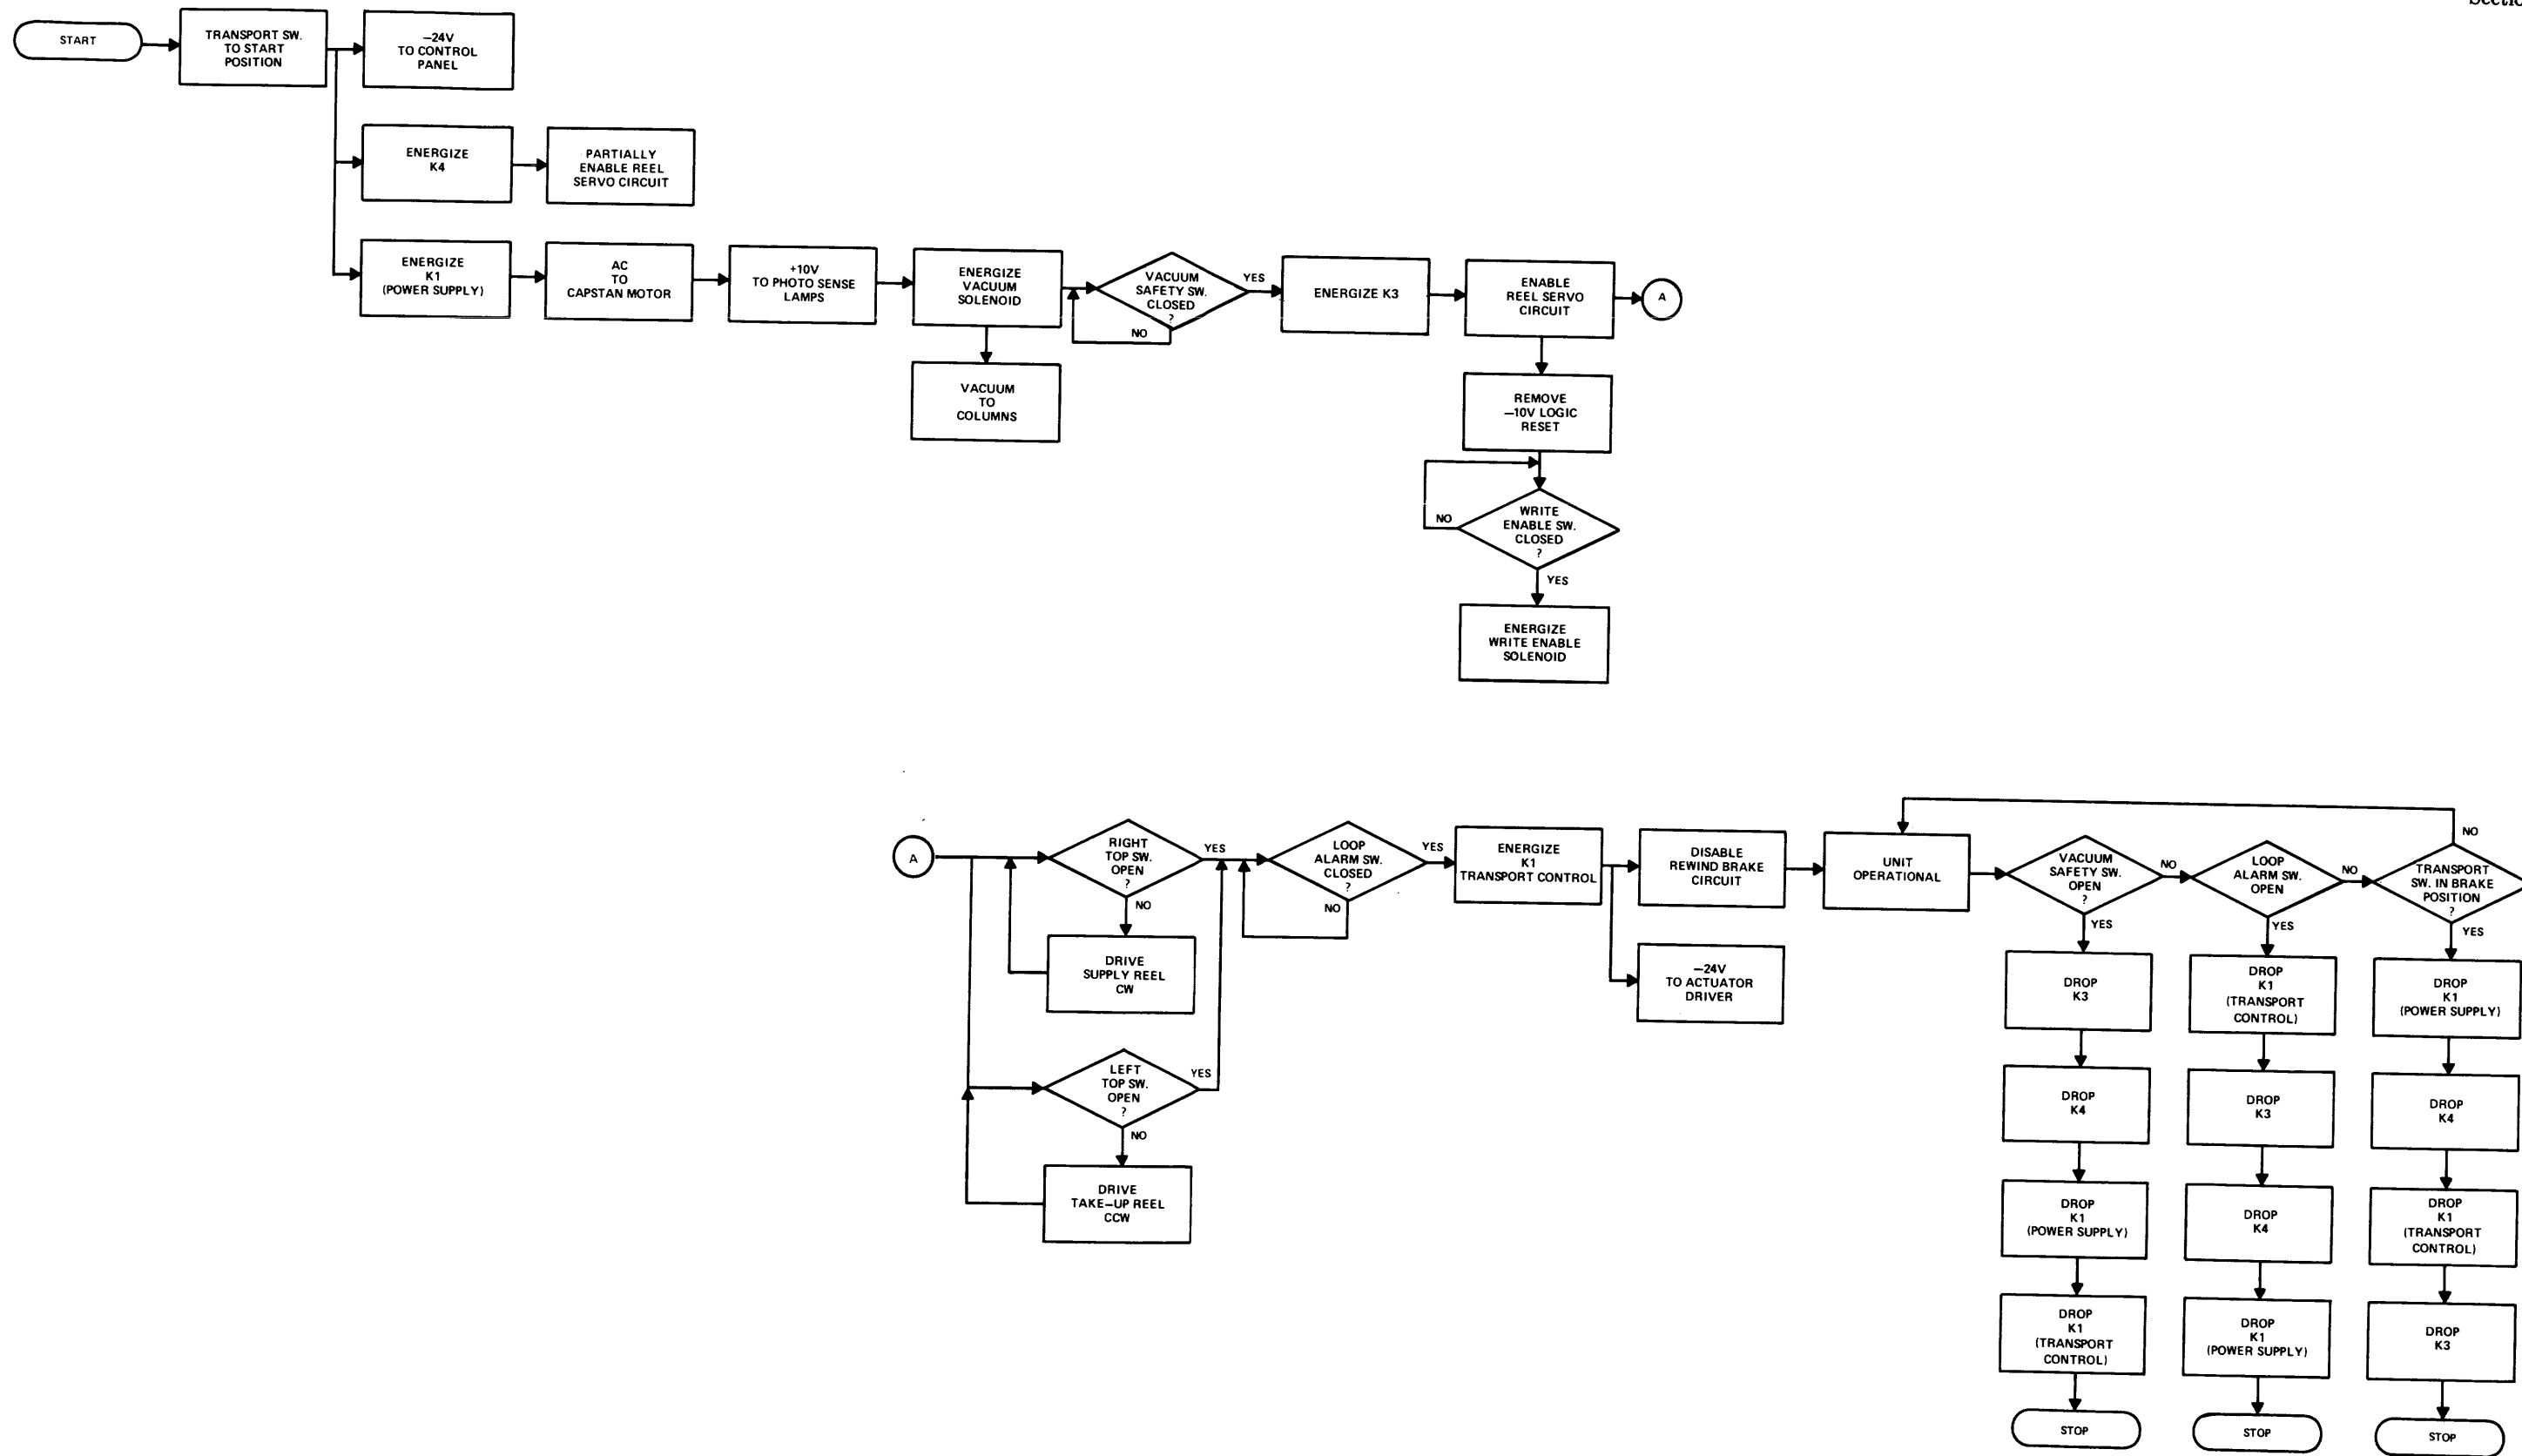 Section
START
TRANSPORT SW.
TO START
POSITION
—24V
TO CONTROL
PANEL
ENERGIZE
K4
PARTIALLY
ENABLE REEL
SERVO CIRCUIT
ENERGIZE
K1
(POWER SUPPLY)
AC
TO
CAPSTAN MOTOR
+10V
TO PHOTO SENSE
LAMPS
ENERGIZE
VACUUM
SOLENOID
VACUUM
TO
COLUMNS
VACUUM
SAFETY SW.
CLOSED
?
YES
NO
ENERGIZE K3
ENABLE
REEL SERVO
CIRCUIT
A
REMOVE
—10V LOGIC
RESET
WRITE
ENABLE SW.
CLOSED
?
NO
YES
ENERGIZE
WRITE ENABLE
SOLENOID
A
RIGHT
TOP SW.
OPEN
?
YES
NO
DRIVE
SUPPLY REEL
CW
LEFT
TOP SW.
OPEN
?
YES
NO
DRIVE
TAKE—UP REEL
CCW
LOOP
ALARM SW.
CLOSED
?
YES
NO
ENERGIZE
K1
TRANSPORT CONTROL
DISABLE
REWIND BRAKE
CIRCUIT
—24V
TO ACTUATOR
DRIVER
UNIT
OPERATIONAL
VACUUM
SAFETY SW.
OPEN
?
NO
YES
LOOP
ALARM SW.
OPEN
?
NO
YES
TRANSPORT
SW. IN BRAKE
POSITION
?
NO
YES
DROP
K3
DROP
K4
DROP
K1
(POWER SUPPLY)
DROP
K1
(TRANSPORT
CONTROL)
STOP
DROP
K1
(TRANSPORT
CONTROL)
DROP
K3
DROP
K4
DROP
K1
(POWER SUPPLY)
STOP
DROP
K1
(POWER SUPPLY)
DROP
K4
DROP
K1
(TRANSPORT
CONTROL)
DROP
K3
STOP